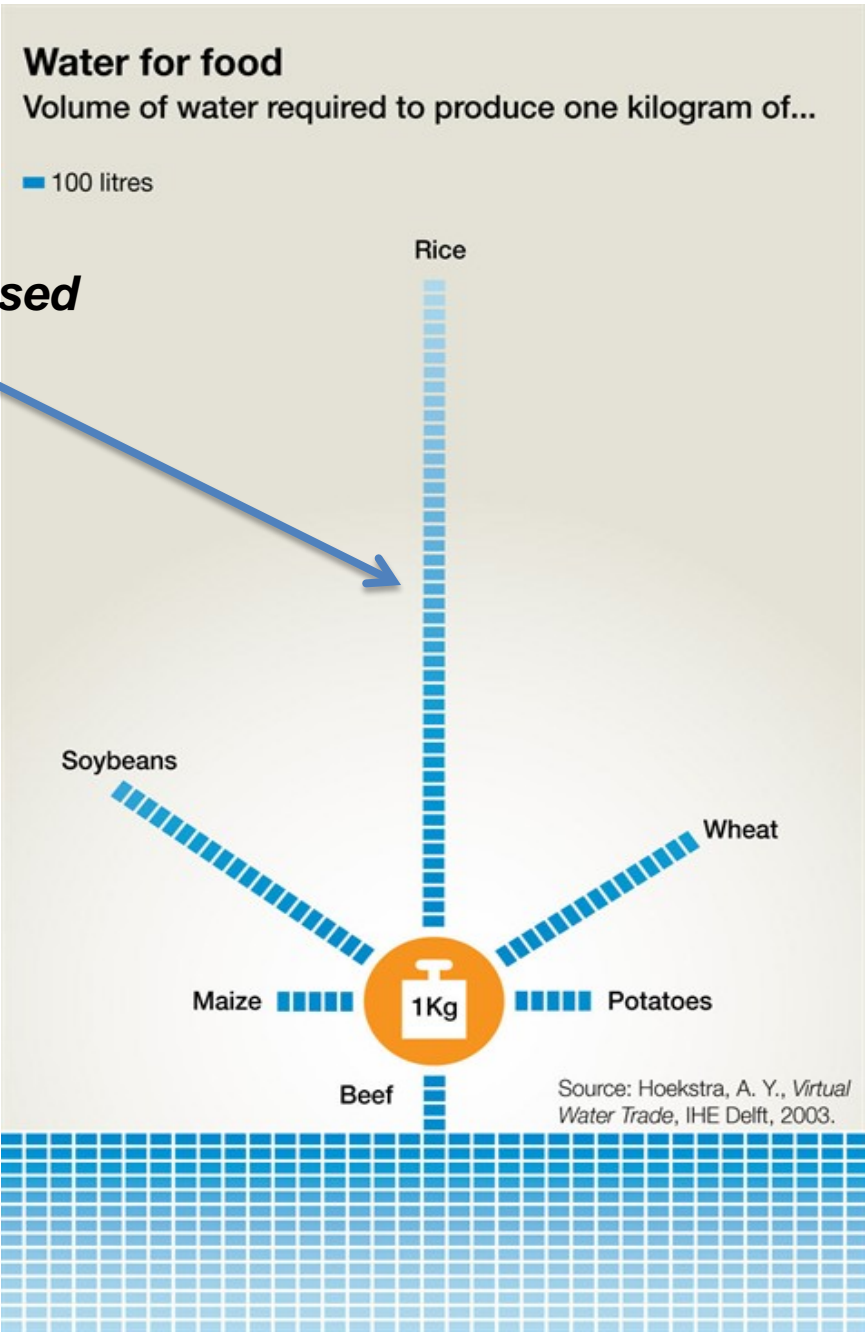 Water for food
Volume of water required to produce one kilogram of...
100 litres
Rice
Soybeans
Wheat
Maize
1Kg
Potatoes
Beef
Source: Hoekstra, A. Y., Virtual
Water Trade, IHE Delft, 2003.